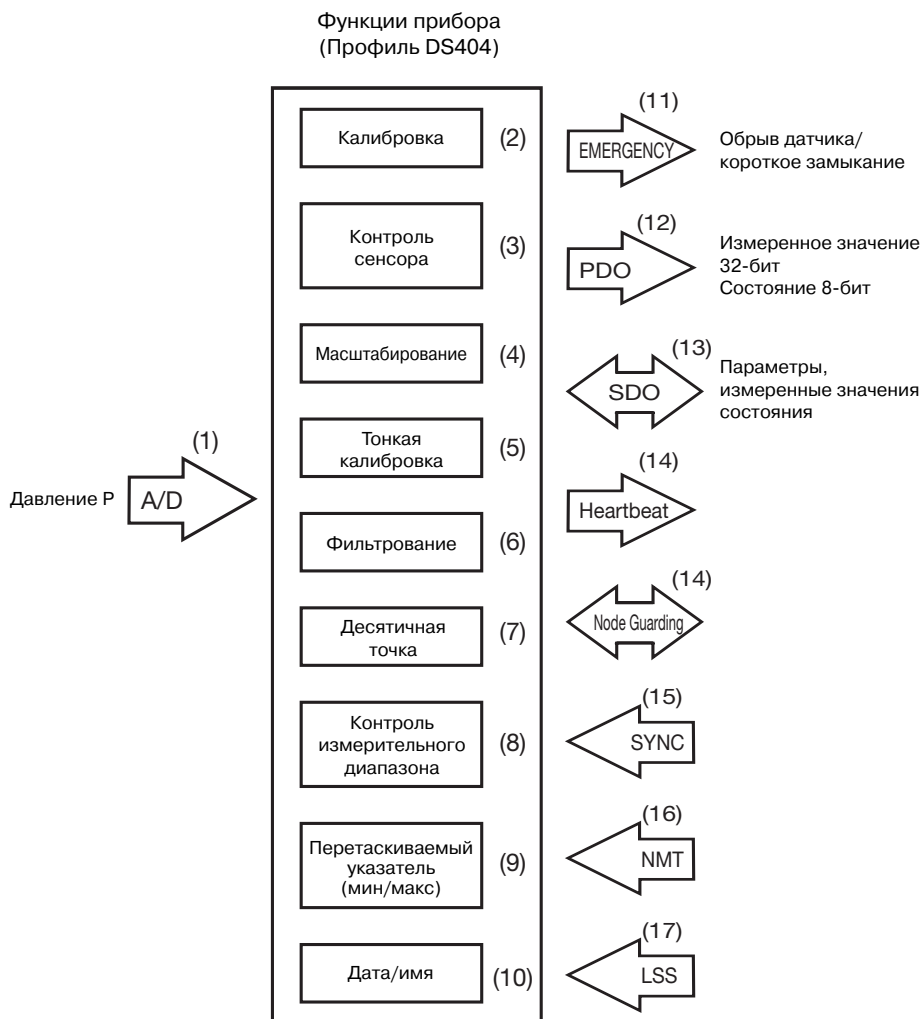 Функции прибора
(Профиль DS404)
Давление P
(1)
A/D
Калибровка
(2)
Контроль
сенсора
(3)
Масштабирование
(4)
Тонкая
калибровка
(5)
Фильтрование
(6)
Десятичная
точка
(7)
Контроль
измерительного
диапазона
(8)
Перетаскиваемый
указатель
(мин/макс)
(9)
Дата/имя
(10)
(11)
EMERGENCY
Обрыв датчика/
короткое замыкание
(12)
PDO
Измеренное значение
32-бит
Состояние 8-бит
(13)
SDO
Параметры,
измеренные значения
состояния
(14)
Heartbeat
(14)
Node Guarding
(15)
SYNC
(16)
NMT
(17)
LSS